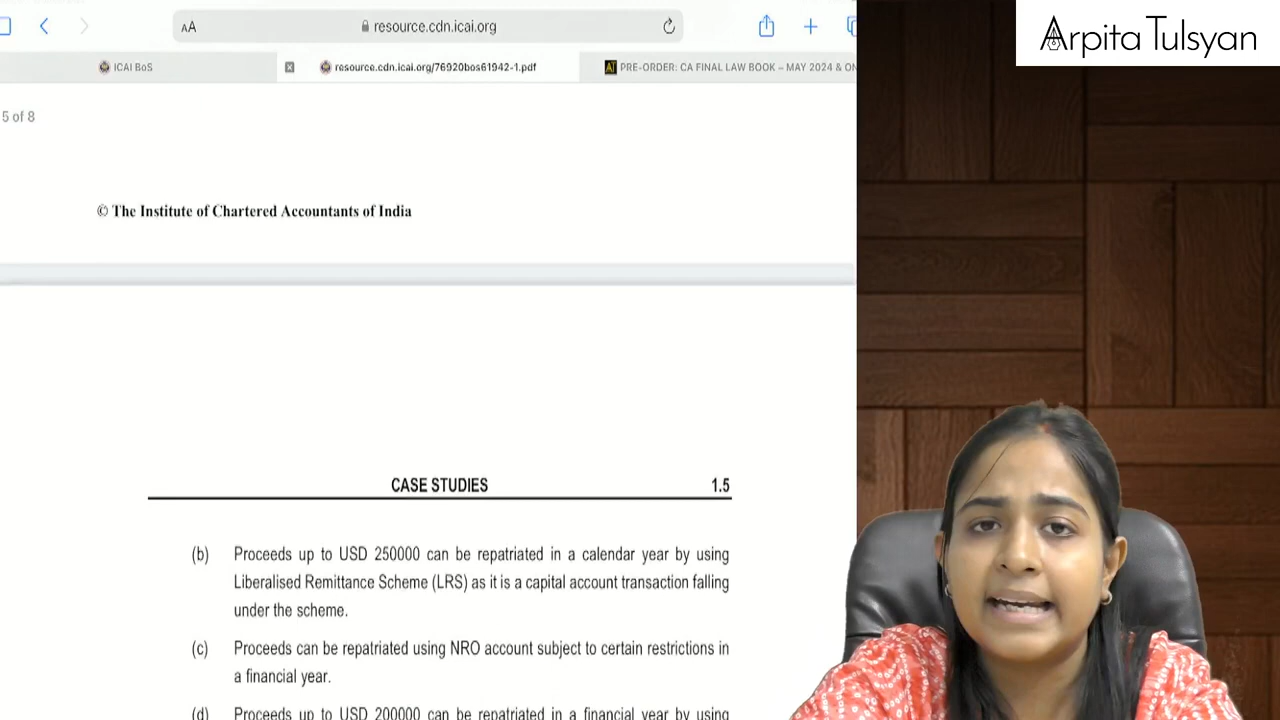 Arpita Tulsyan
AA
resource.cdn.icai.org
ICAI BoS
resource.cdn.icai.org/76920bos61942-1.pdf
AT PRE-ORDER: CA FINAL LAW BOOK – MAY 2024 & ON
5 of 8
© The Institute of Chartered Accountants of India
CASE STUDIES 1.5
(b) Proceeds up to USD 250000 can be repatriated in a calendar year by using
Liberalised Remittance Scheme (LRS) as it is a capital account transaction falling
under the scheme.
(c) Proceeds can be repatriated using NRO account subject to certain restrictions in
a financial year.
(d) Proceeds up to USD 200000 can be repatriated in a financial year by using